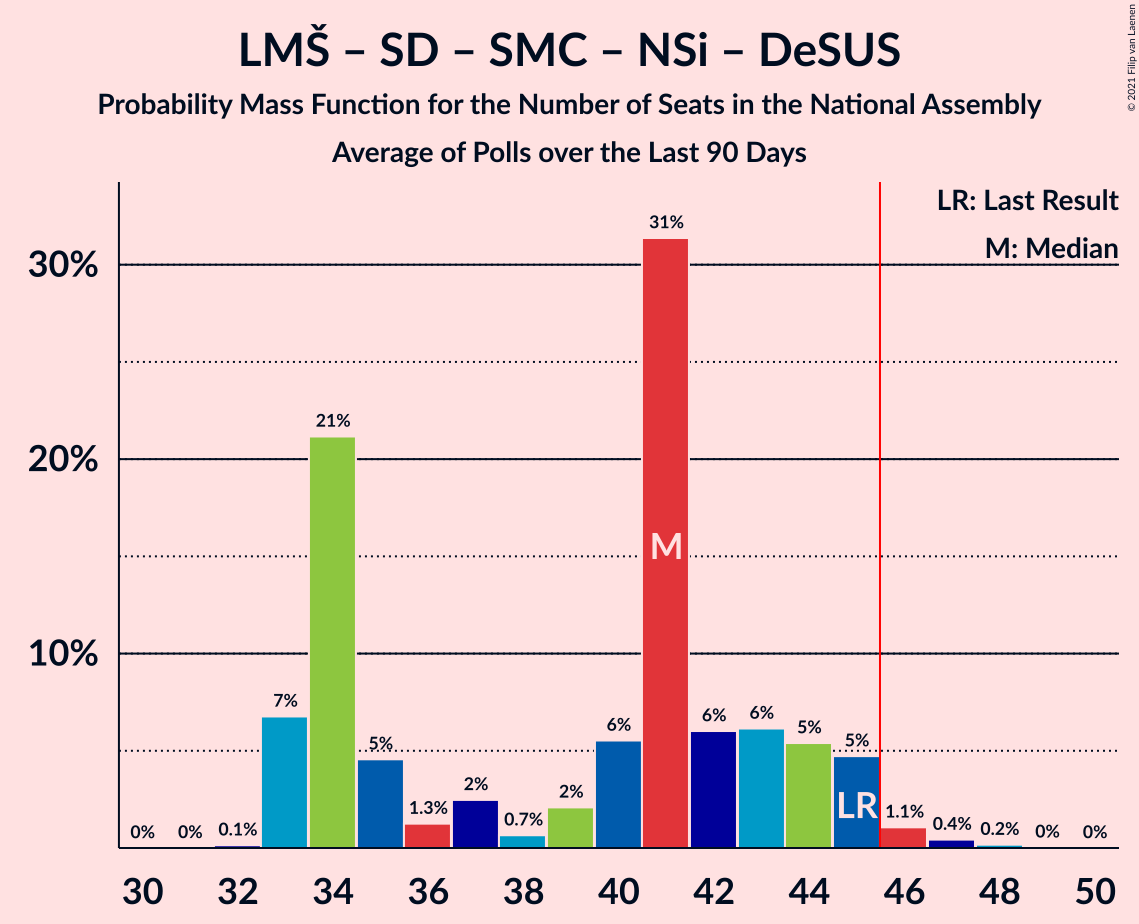 LMŠ – SD – SMC – NSi – DeSUS
Probability Mass Function for the Number of Seats in the National Assembly
Average of Polls over the Last 90 Days
© 2021 Filip van Laenen
LR: Last Result
M: Median
30%
20%
10%
0% 0% 0.1% 7% 21% 5% 1.3% 2% 0.7% 2% 6% 31% 6% 6% 5% 5% 1.1% 0.4% 0.2% 0% 0%
M
LR
30 32 34 36 38 40 42 44 46 48 50